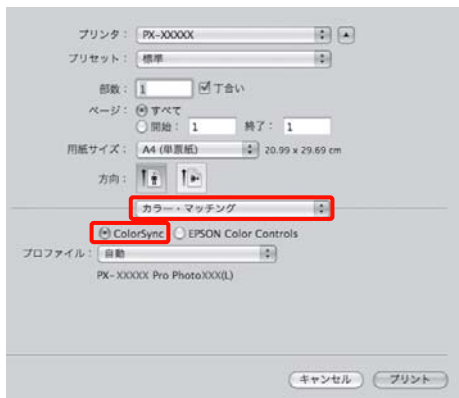 プリンタ： PX-XXXXX
プリセット： 標準
部数： 1 丁合い
ページ： すべて
開始： 1 終了： 1
用紙サイズ： A4 (単票紙) 20.99 x 29.69 cm
方向：
カラー・マッチング
ColorSync EPSON Color Controls
プロファイル： 自動
PX-XXXXX Pro PhotoXXX(L)
キャンセル プリント